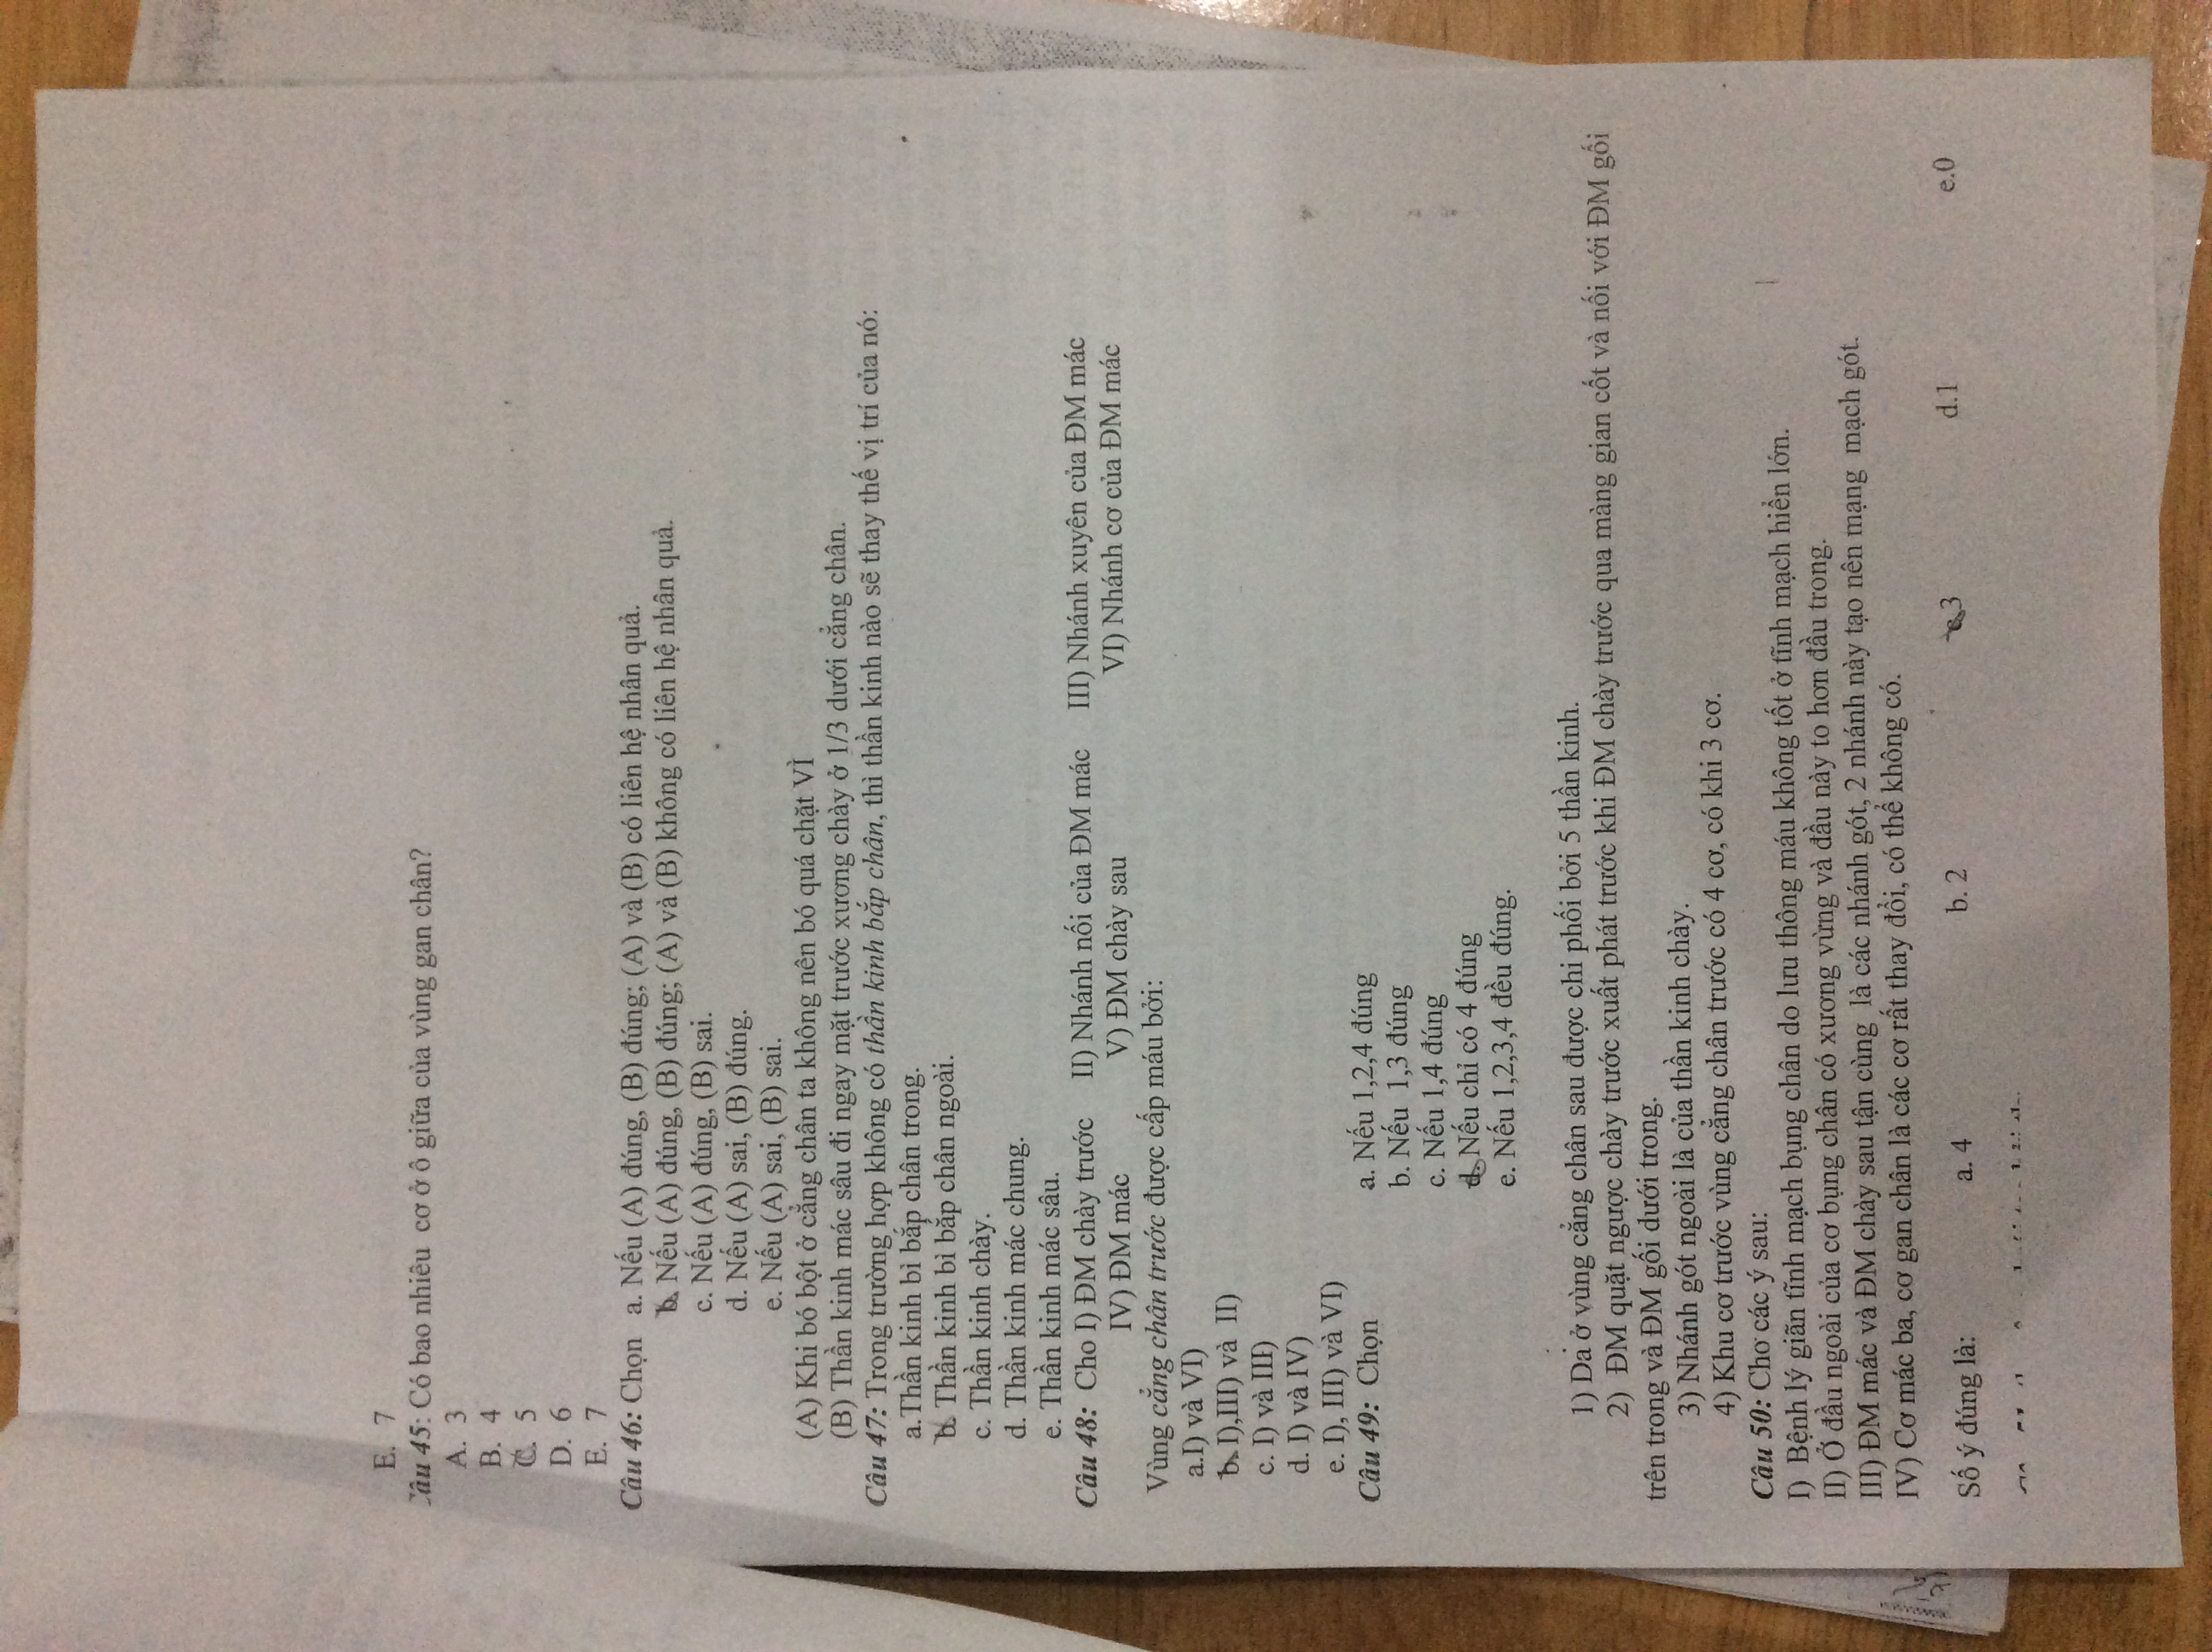 E. 7
Câu 45: Có bao nhiêu cơ ở ô giữa của vùng gan chân?
A. 3
B. 4
C. 5
D. 6
E. 7
Câu 46: Chọn a. Nếu (A) đúng, (B) đúng; (A) và (B) có liên hệ nhân quả.
b. Nếu (A) đúng, (B) đúng; (A) và (B) không có liên hệ nhân quả.
c. Nếu (A) đúng, (B) sai.
d. Nếu (A) sai, (B) đúng.
e. Nếu (A) sai, (B) sai.
(A) Khi bó bột ở cẳng chân ta không nên bó quá chặt VÌ
(B) Thần kinh mác sâu đi ngay mặt trước xương chày ở 1/3 dưới cẳng chân.
Câu 47: Trong trường hợp không có thần kinh bắp chân, thì thần kinh nào sẽ thay thế vị trí của nó:
a.Thần kinh bì bắp chân trong.
b. Thần kinh bì bắp chân ngoài.
c. Thần kinh chày.
d. Thần kinh mác chung.
e. Thần kinh mác sâu.
Câu 48: Cho I) ĐM chày trước II) Nhánh nối của ĐM mác III) Nhánh xuyên của ĐM mác
IV) ĐM mác V) ĐM chày sau VI) Nhánh cơ của ĐM mác
Vùng cẳng chân trước được cấp máu bởi:
a.I) và VI)
b. I),III) và II)
c. I) và III)
d. I) và IV)
e. I), III) và VI)
Câu 49: Chọn a. Nếu 1,2,4 đúng
b. Nếu 1,3 đúng
c. Nếu 1,4 đúng
d. Nếu chỉ có 4 đúng
e. Nếu 1,2,3,4 đều đúng.
1) Da ở vùng cẳng chân sau được chi phối bởi 5 thần kinh.
2) ĐM quặt ngược chày trước xuất phát trước khi ĐM chày trước qua màng gian cốt và nối với ĐM gối
trên trong và ĐM gối dưới trong.
3) Nhánh gót ngoài là của thần kinh chày.
4) Khu cơ trước vùng cẳng chân trước có 4 cơ, có khi 3 cơ.
Câu 50: Cho các ý sau:
I) Bệnh lý giãn tĩnh mạch bụng chân do lưu thông máu không tốt ở tĩnh mạch hiển lớn.
II) Ở đầu ngoài của cơ bụng chân có xương vừng và đầu này to hơn đầu trong.
III) ĐM mác và ĐM chày sau tận cùng là các nhánh gót, 2 nhánh này tạo nên mạng mạch gót.
IV) Cơ mác ba, cơ gan chân là các cơ rất thay đổi, có thể không có.
Số ý đúng là: a. 4 b. 2 c.3 d.1 e.0